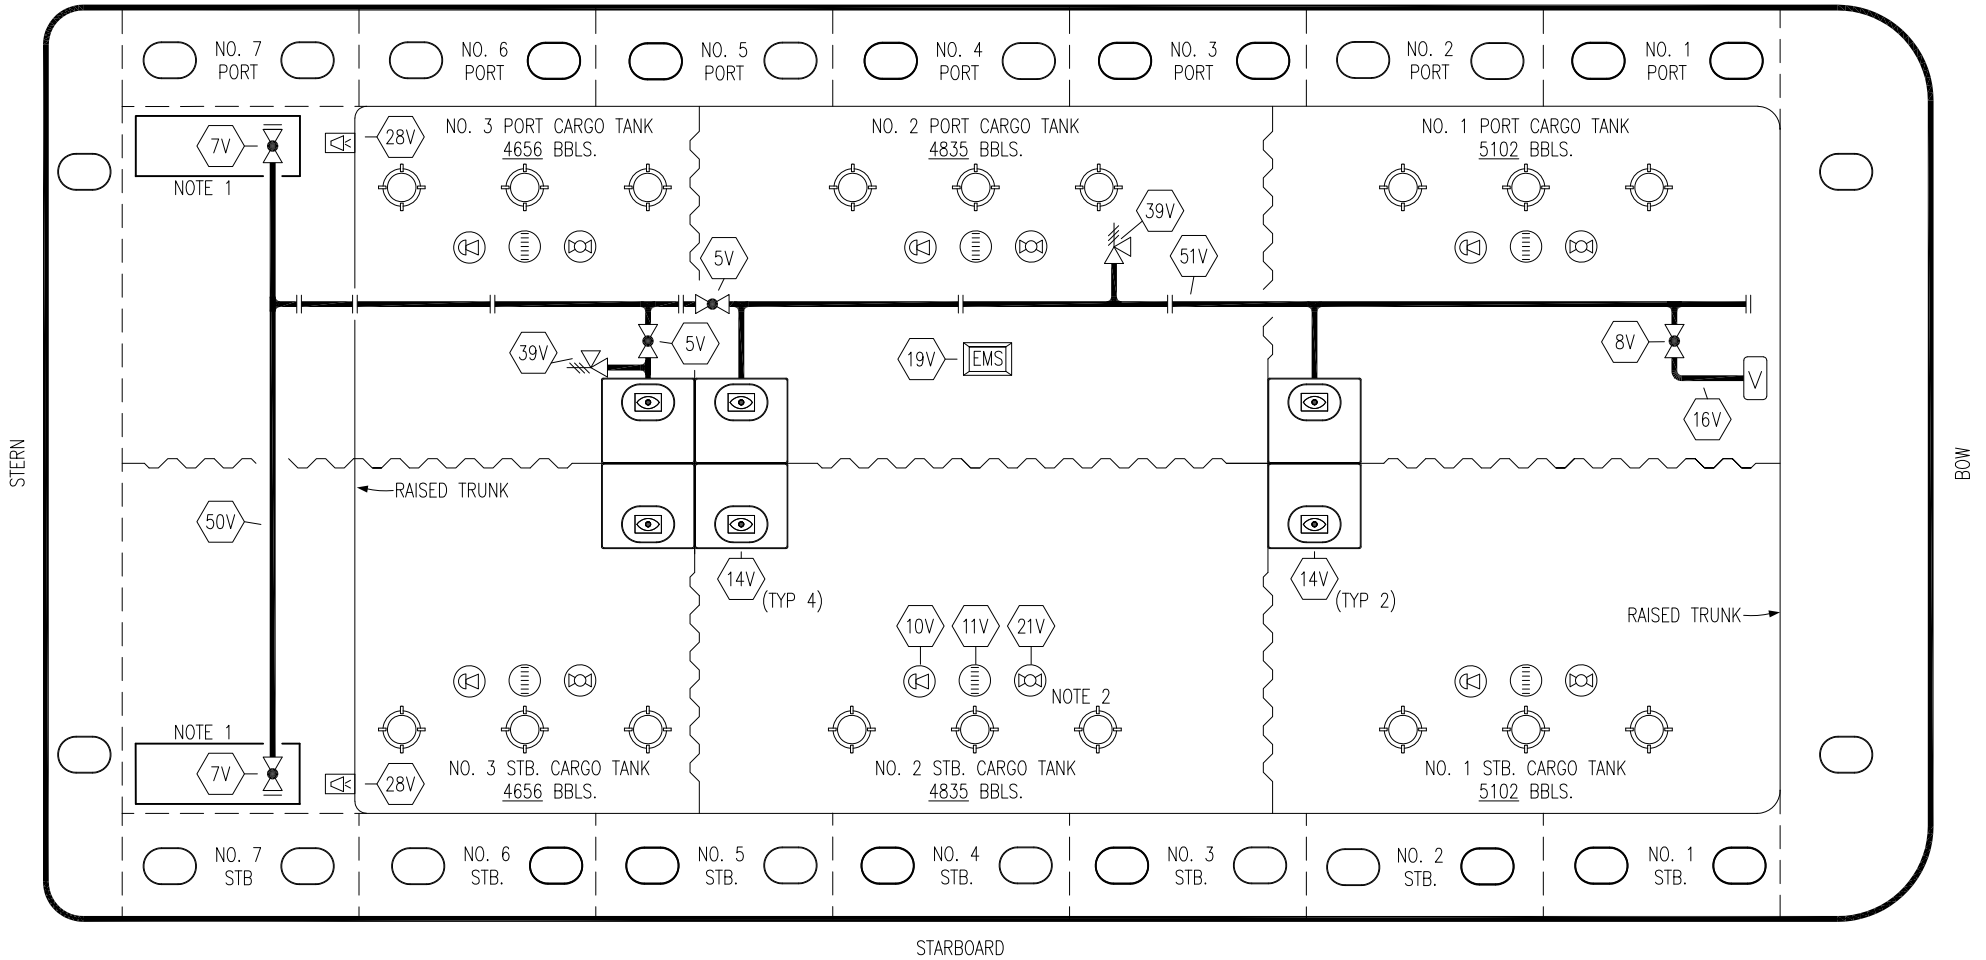 NO. 7
PORT
NO. 6
PORT
NO. 5
PORT
NO. 4
PORT
NO. 3
PORT
NO. 2
PORT
NO. 1
PORT
7V
NOTE 1
28V
NO. 3 PORT CARGO TANK
4656 BBLS.
NO. 2 PORT CARGO TANK
4835 BBLS.
NO. 1 PORT CARGO TANK
5102 BBLS.
39V
5V
51V
39V
5V
19V
EMS
8V
V
16V
STERN
BOW
RAISED TRUNK
50V
14V
(TYP 4)
14V
(TYP 2)
RAISED TRUNK
10V
11V
21V
NOTE 2
NOTE 1
7V
28V
NO. 3 STB. CARGO TANK
4656 BBLS.
NO. 2 STB. CARGO TANK
4835 BBLS.
NO. 1 STB. CARGO TANK
5102 BBLS.
NO. 7
STB
NO. 6
STB.
NO. 5
STB.
NO. 4
STB.
NO. 3
STB.
NO. 2
STB.
NO. 1
STB.
STARBOARD